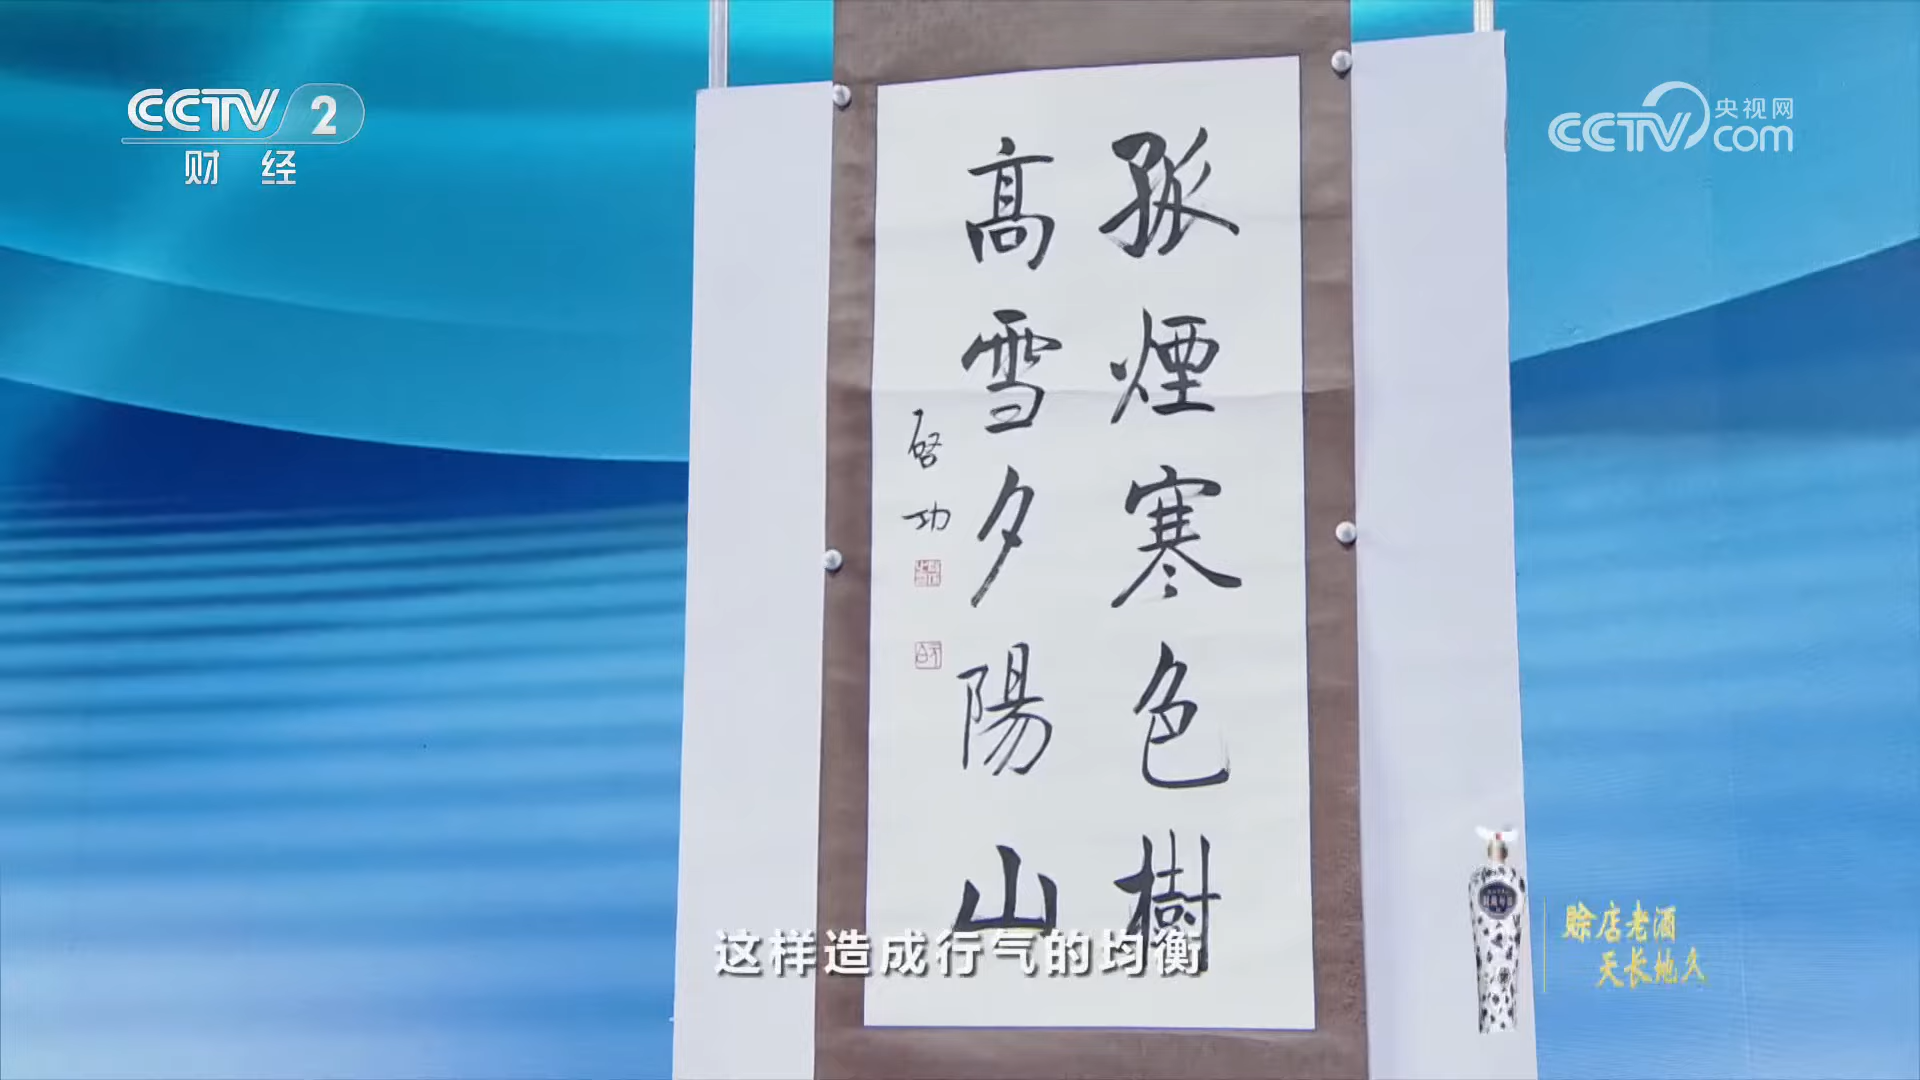 CCTV 2
财 经
央视网
CCTV.com
孤煙寒色樹
高雪夕陽山
启功
这样造成行气的均衡
赊店老酒
天长地久